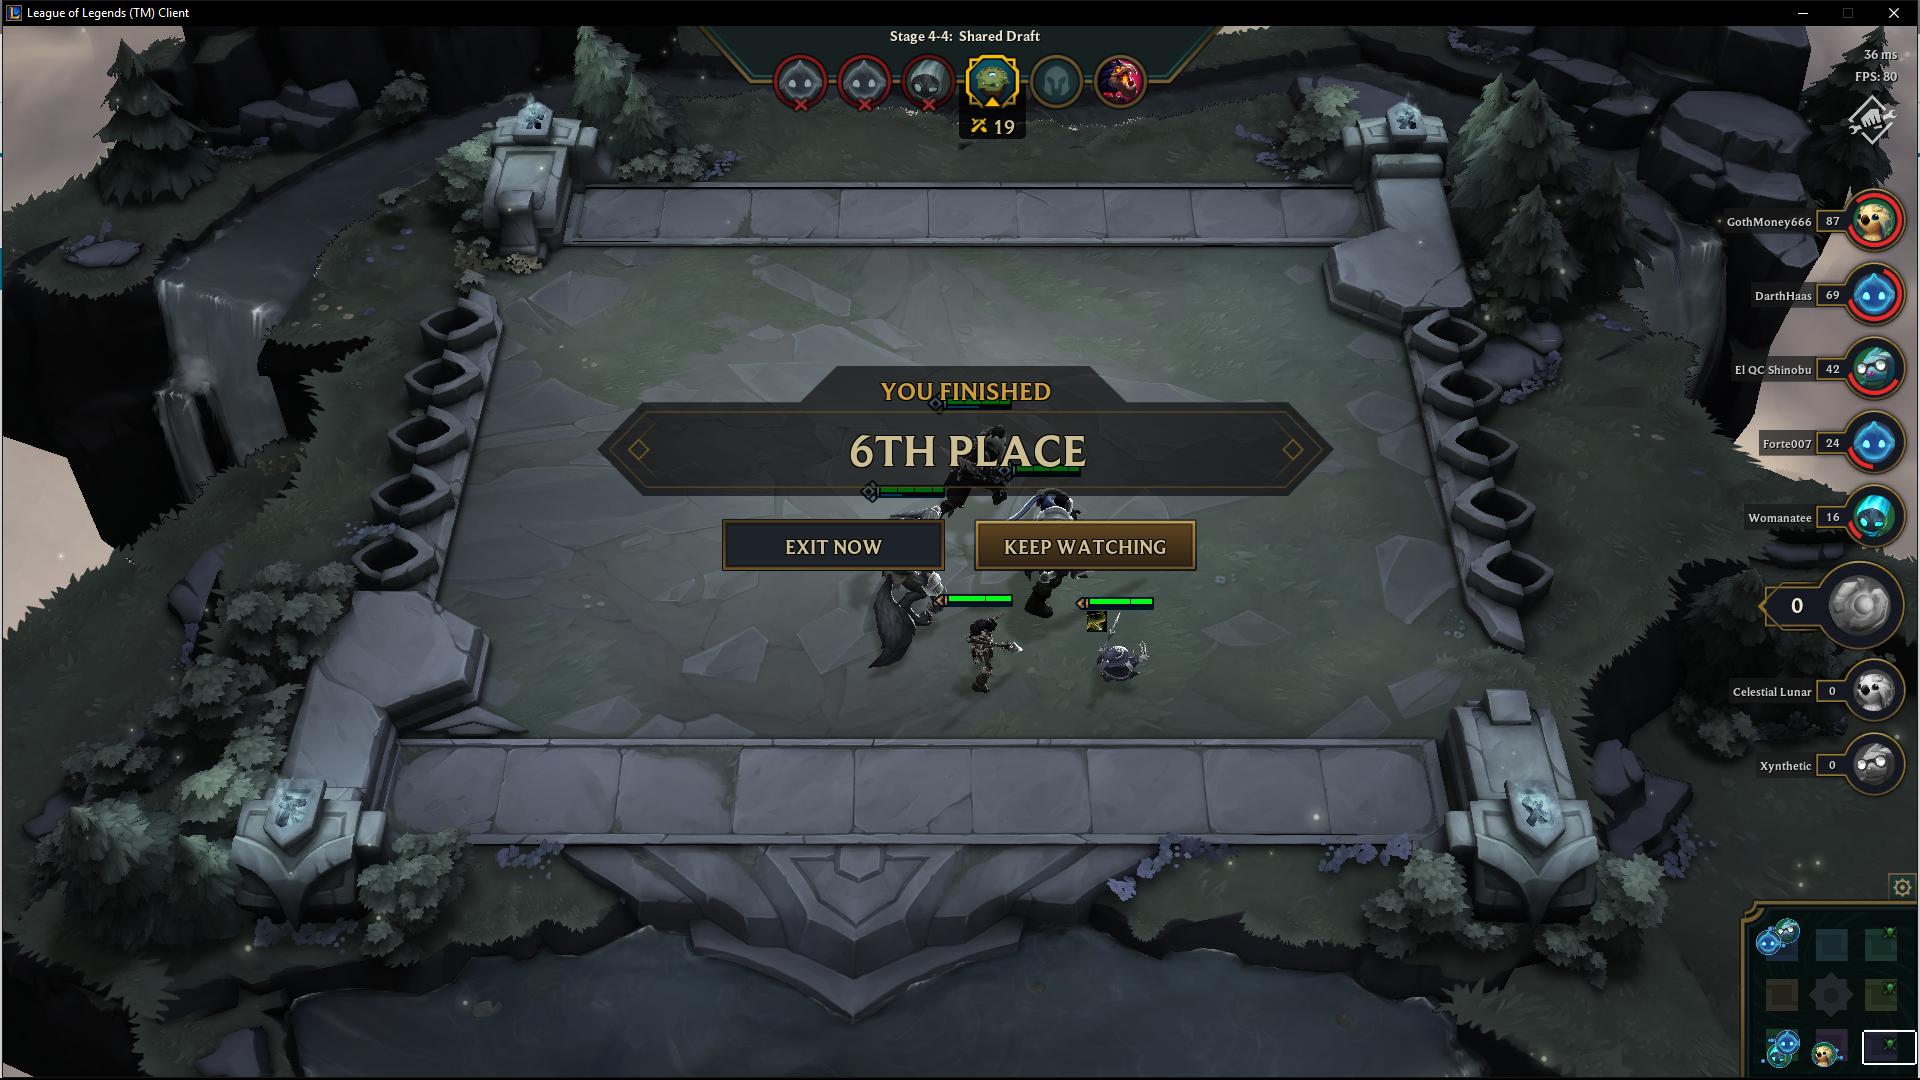 League of Legends (TM) Client
Stage 4-4: Shared Draft
19
36 ms
FPS: 80
GothMoney666 87
DarthHaas 69
El QC Shinobu 42
Forte007 24
Womanatee 16
0
Celestial Lunar 0
Xynthetic 0
YOU FINISHED
6TH PLACE
EXIT NOW
KEEP WATCHING